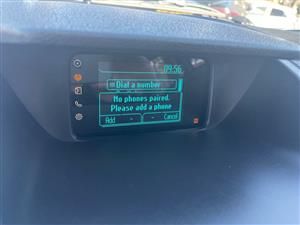 09:56
Dial a number
No phones paired.
Please add a phone
Add - - Cancel